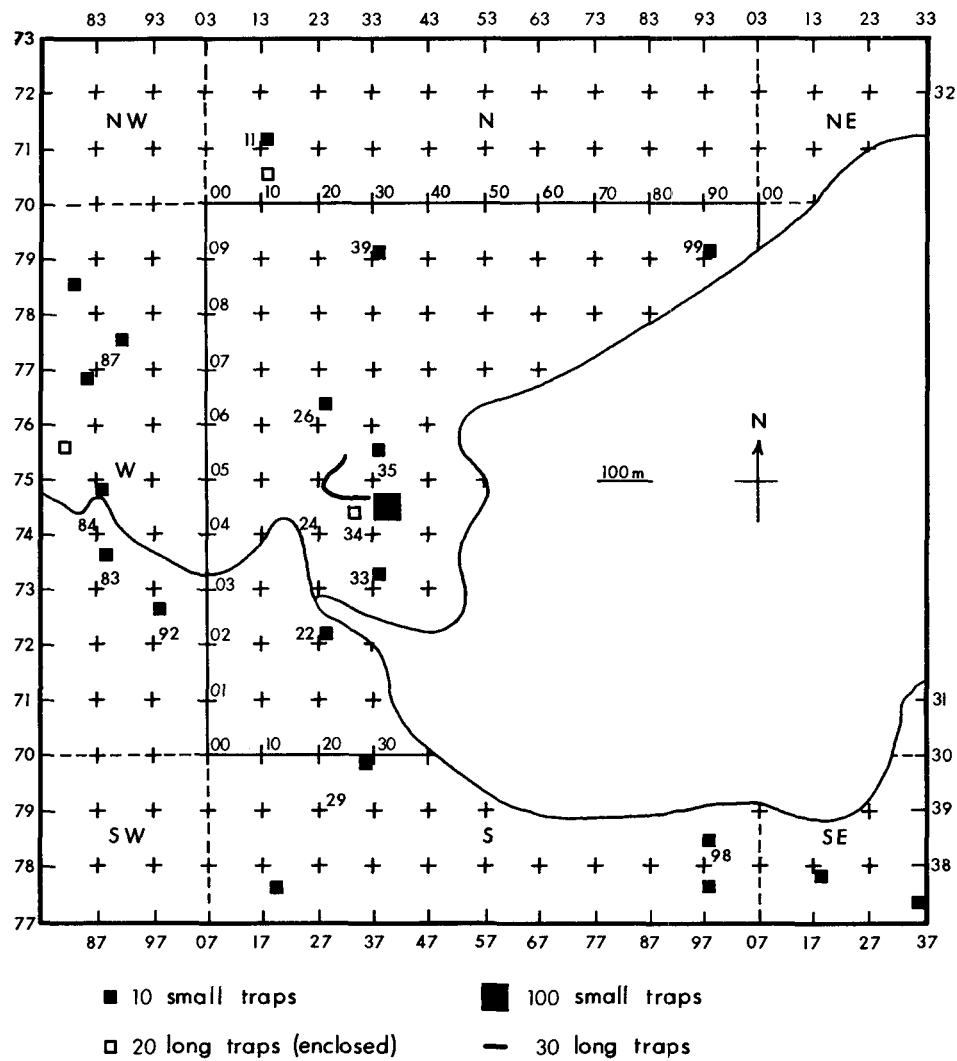 83 93 03 13 23 33 43 53 63 73 83 93 03 13 23 33
73
72 32
NW N NE
11
71
00 10 20 30 40 50 60 70 80 90 00
70
09 39 99
79
08
78
87 07
77
26 06
76
35
W 05 100m N
75
84 04 24 34
74
83 03 33
73
92 02 22
72
01
71 31
00 10 20 30
70 30
29
79 39
SW S SE
98
78 38
77
87 97 07 17 27 37 47 57 67 77 87 97 07 17 27 37
10 small traps 100 small traps
20 long traps (enclosed) 30 long traps